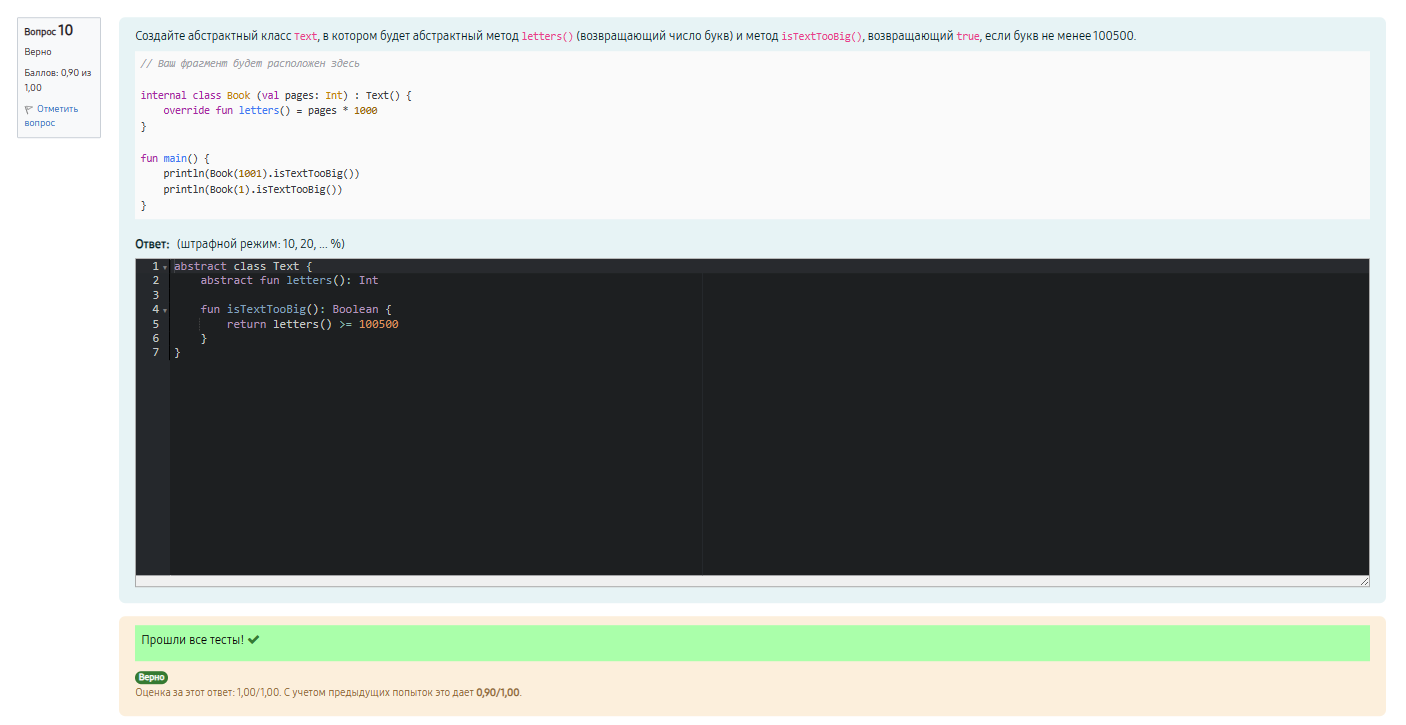 Вопрос 10
Верно
Баллов: 0,90 из
1,00
Отметить
вопрос
Создайте абстрактный класс Text, в котором будет абстрактный метод letters() (возвращающий число букв) и метод isTextTooBig(), возвращающий true, если букв не менее 100500.
// Ваш фрагмент будет расположен здесь
internal class Book (val pages: Int) : Text() {
    override fun letters() = pages * 1000
}
fun main() {
    println(Book(1001).isTextTooBig())
    println(Book(1).isTextTooBig())
}
Ответ: (штрафной режим: 10, 20, ... %)
1 abstract class Text {
2     abstract fun letters(): Int
3
4     fun isTextTooBig(): Boolean {
5         return letters() >= 100500
6     }
7 }
Прошли все тесты!
Верно
Оценка за этот ответ: 1,00/1,00. С учетом предыдущих попыток это дает 0,90/1,00.